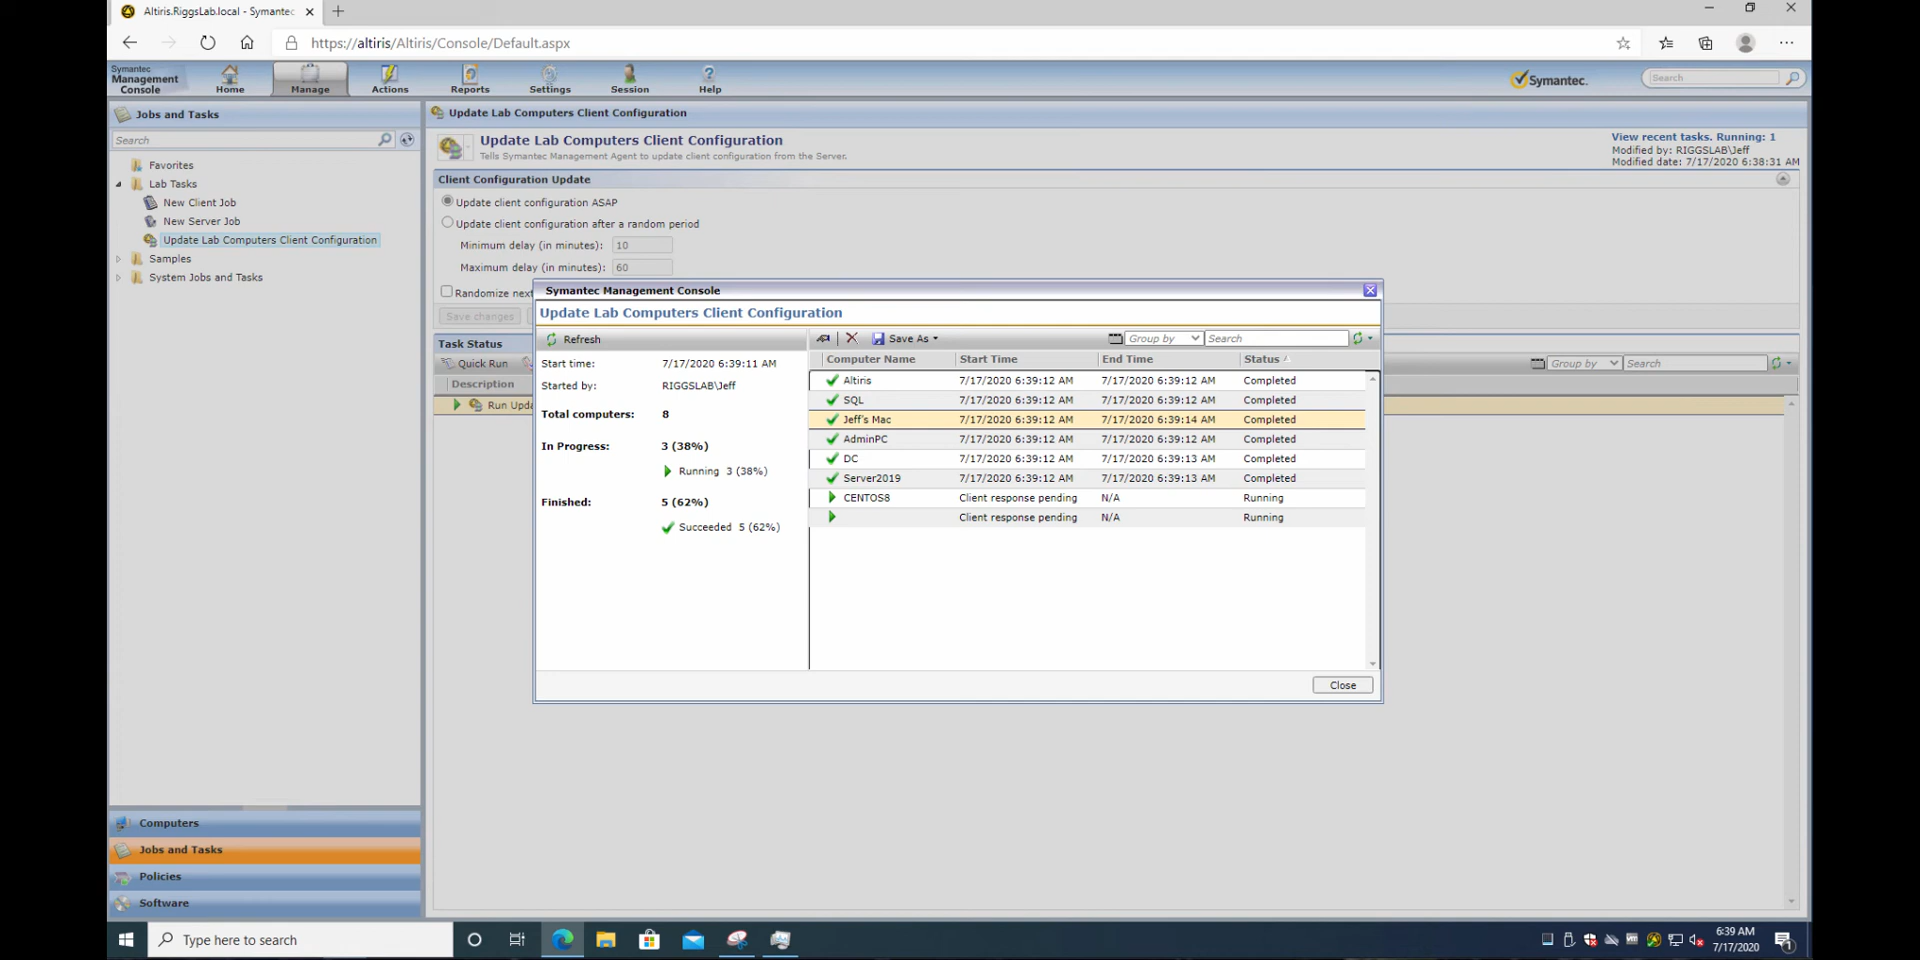 Altiris.RiggsLab.local - Symantec
https://altiris/Altiris/Console/Default.aspx
Symantec
Management
Console
Home
Manage
Actions
Reports
Settings
Session
Help
Symantec.
Search
Jobs and Tasks
Search
Favorites
Lab Tasks
New Client Job
New Server Job
Update Lab Computers Client Configuration
Samples
System Jobs and Tasks
Computers
Jobs and Tasks
Policies
Software
Update Lab Computers Client Configuration
Update Lab Computers Client Configuration
Tells Symantec Management Agent to update client configuration from the Server.
View recent tasks. Running: 1
Modified by: RIGGSLAB\Jeff
Modified date: 7/17/2020 6:38:31 AM
Client Configuration Update
Update client configuration ASAP
Update client configuration after a random period
Minimum delay (in minutes): 10
Maximum delay (in minutes): 60
Randomize next
Save changes
Task Status
Quick Run
Group by
Search
Description
Run Upda
Symantec Management Console
Update Lab Computers Client Configuration
Refresh
Start time: 7/17/2020 6:39:11 AM
Started by: RIGGSLAB\Jeff
Total computers: 8
In Progress: 3 (38%)
Running 3 (38%)
Finished: 5 (62%)
Succeeded 5 (62%)
Save As
Group by
Search
Computer Name Start Time End Time Status
Altiris 7/17/2020 6:39:12 AM 7/17/2020 6:39:12 AM Completed
SQL 7/17/2020 6:39:12 AM 7/17/2020 6:39:12 AM Completed
Jeff's Mac 7/17/2020 6:39:12 AM 7/17/2020 6:39:14 AM Completed
AdminPC 7/17/2020 6:39:12 AM 7/17/2020 6:39:12 AM Completed
DC 7/17/2020 6:39:12 AM 7/17/2020 6:39:13 AM Completed
Server2019 7/17/2020 6:39:12 AM 7/17/2020 6:39:13 AM Completed
CENTOS8 Client response pending N/A Running
Client response pending N/A Running
Close
Type here to search
6:39 AM
7/17/2020
1